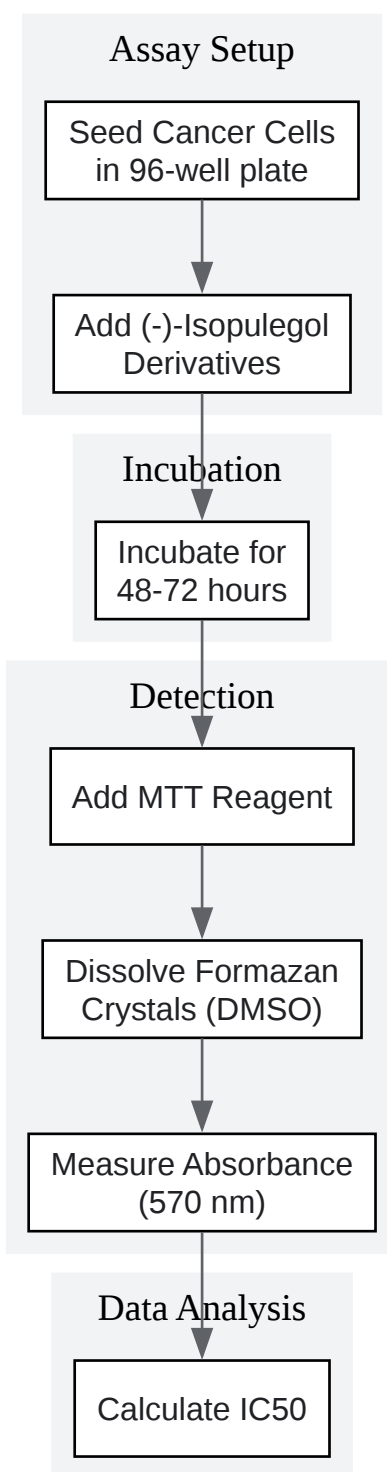 Assay Setup
Seed Cancer Cells
in 96-well plate
Add (-)-Isopulegol
Derivatives
Incubation
Incubate for
48-72 hours
Detection
Add MTT Reagent
Dissolve Formazan
Crystals (DMSO)
Measure Absorbance
(570 nm)
Data Analysis
Calculate IC50